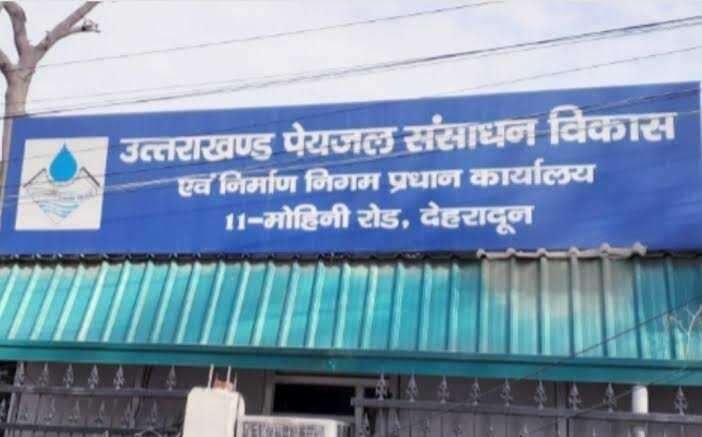 उत्तराखण्ड पेयजल संसाधन विकास
एवं निर्माण निगम प्रधान कार्यालय
11-मोहिनी रोड, देहरादून